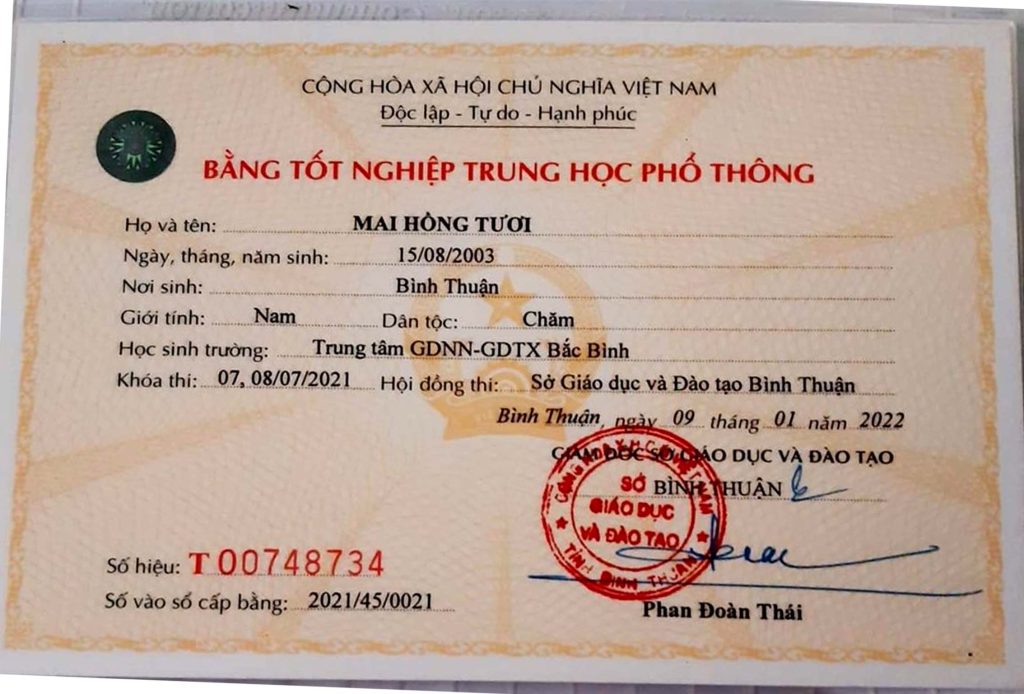 CỘNG HÒA XÃ HỘI CHỦ NGHĨA VIỆT NAM
Độc lập - Tự do - Hạnh phúc
BẰNG TỐT NGHIỆP TRUNG HỌC PHỔ THÔNG
Họ và tên: MAI HỒNG TƯƠI
Ngày, tháng, năm sinh: 15/08/2003
Nơi sinh: Bình Thuận
Giới tính: Nam Dân tộc: Chăm
Học sinh trường: Trung tâm GDNN-GDTX Bắc Bình
Khóa thi: 07, 08/07/2021 Hội đồng thi: Sở Giáo dục và Đào tạo Bình Thuận
Bình Thuận, ngày 09 tháng 01 năm 2022
GIÁM ĐỐC SỞ GIÁO DỤC VÀ ĐÀO TẠO
BÌNH THUẬN
SỞ
GIÁO DỤC
VÀ ĐÀO TẠO
TỈNH BÌNH THUẬN
Số hiệu: T 00748734
Số vào sổ cấp bằng: 2021/45/0021
Phan Đoàn Thái